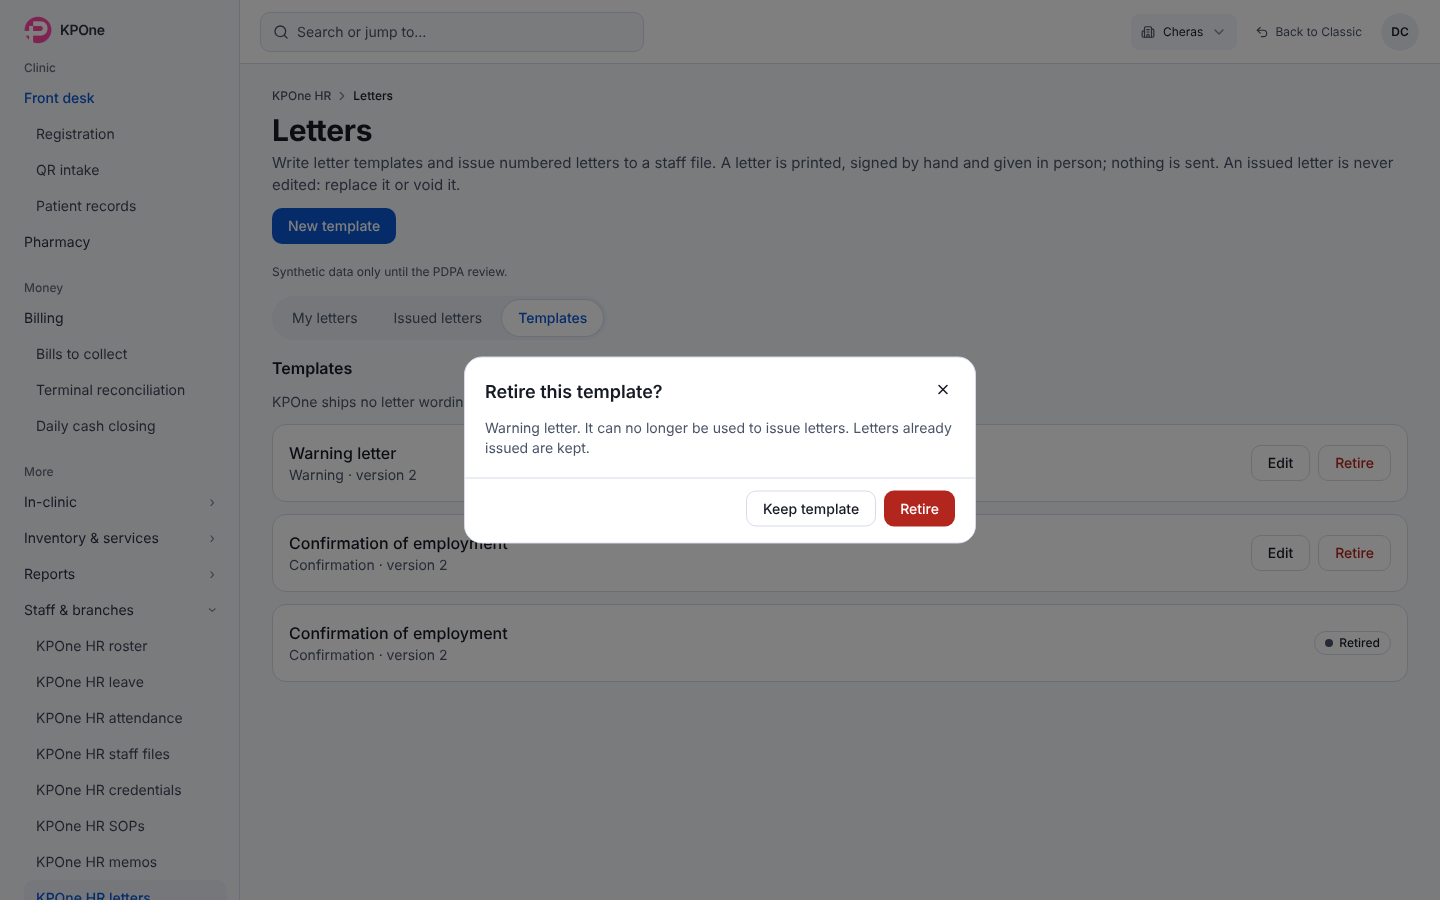 KPOne
Clinic
Front desk
Registration
QR intake
Patient records
Pharmacy
Money
Billing
Bills to collect
Terminal reconciliation
Daily cash closing
More
In-clinic
Inventory & services
Reports
Staff & branches
KPOne HR roster
KPOne HR leave
KPOne HR attendance
KPOne HR staff files
KPOne HR credentials
KPOne HR SOPs
KPOne HR memos
KPOne HR letters
Search or jump to...
Cheras
Back to Classic
DC
KPOne HR > Letters
Letters
Write letter templates and issue numbered letters to a staff file. A letter is printed, signed by hand and given in person; nothing is sent. An issued letter is never
edited: replace it or void it.
New template
Synthetic data only until the PDPA review.
My letters
Issued letters
Templates
Templates
KPOne ships no letter
Warning letter
Warning · version 2
Edit
Retire
Confirmation of employment
Confirmation · version 2
Edit
Retire
Confirmation of employment
Confirmation · version 2
Retired
Retire this template?
Warning letter. It can no longer be used to issue letters. Letters already
issued are kept.
Keep template
Retire